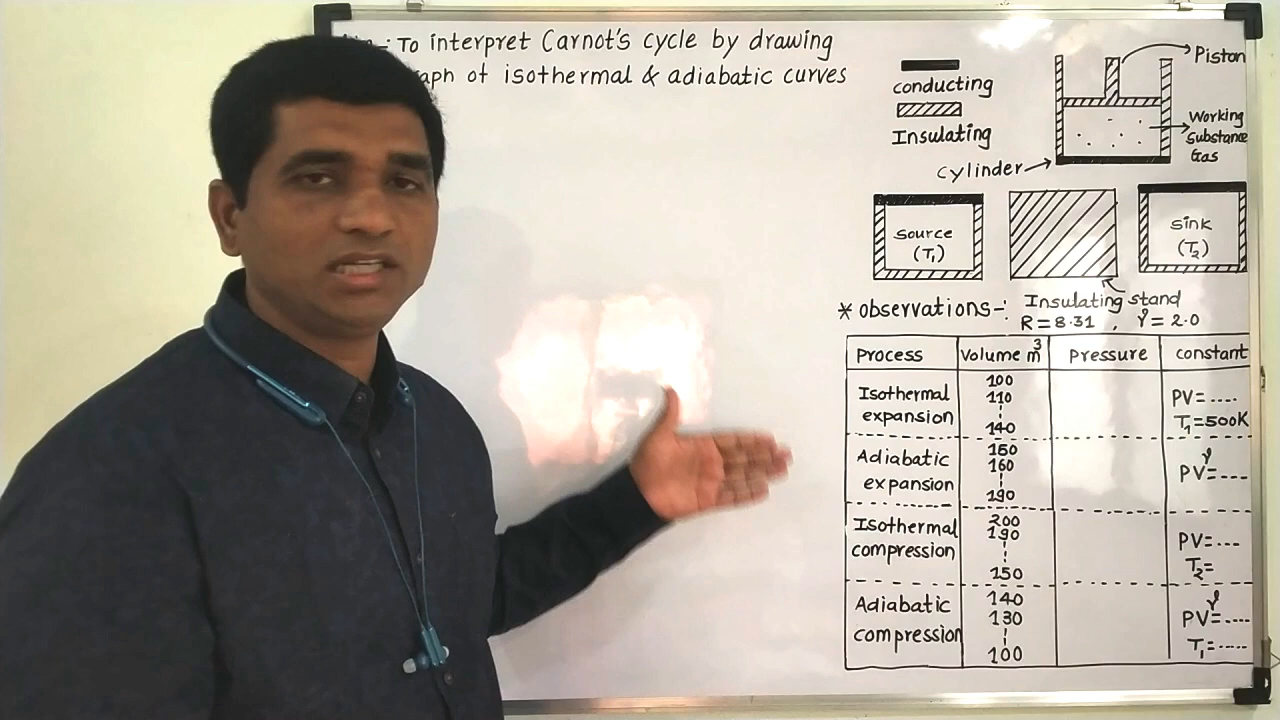 : To interpret Carnot's cycle by drawing
of isothermal & adiabatic curves
conducting
Insulating
Piston
Working
Substance
Gas
cylinder
source
(T₁)
sink
(T₂)
Insulating stand
* observations-:
R = 8.31 , γ = 2.0
Process
Volume m³
Pressure
constant
Isothermal
expansion
100
110
140
PV= ....
T₁=500K
Adiabatic
expansion
150
160
190
PV^γ= ....
Isothermal
compression
200
190
150
PV= ...
T₂=
Adiabatic
compression
140
130
100
PV^γ= ....
T₁= .....